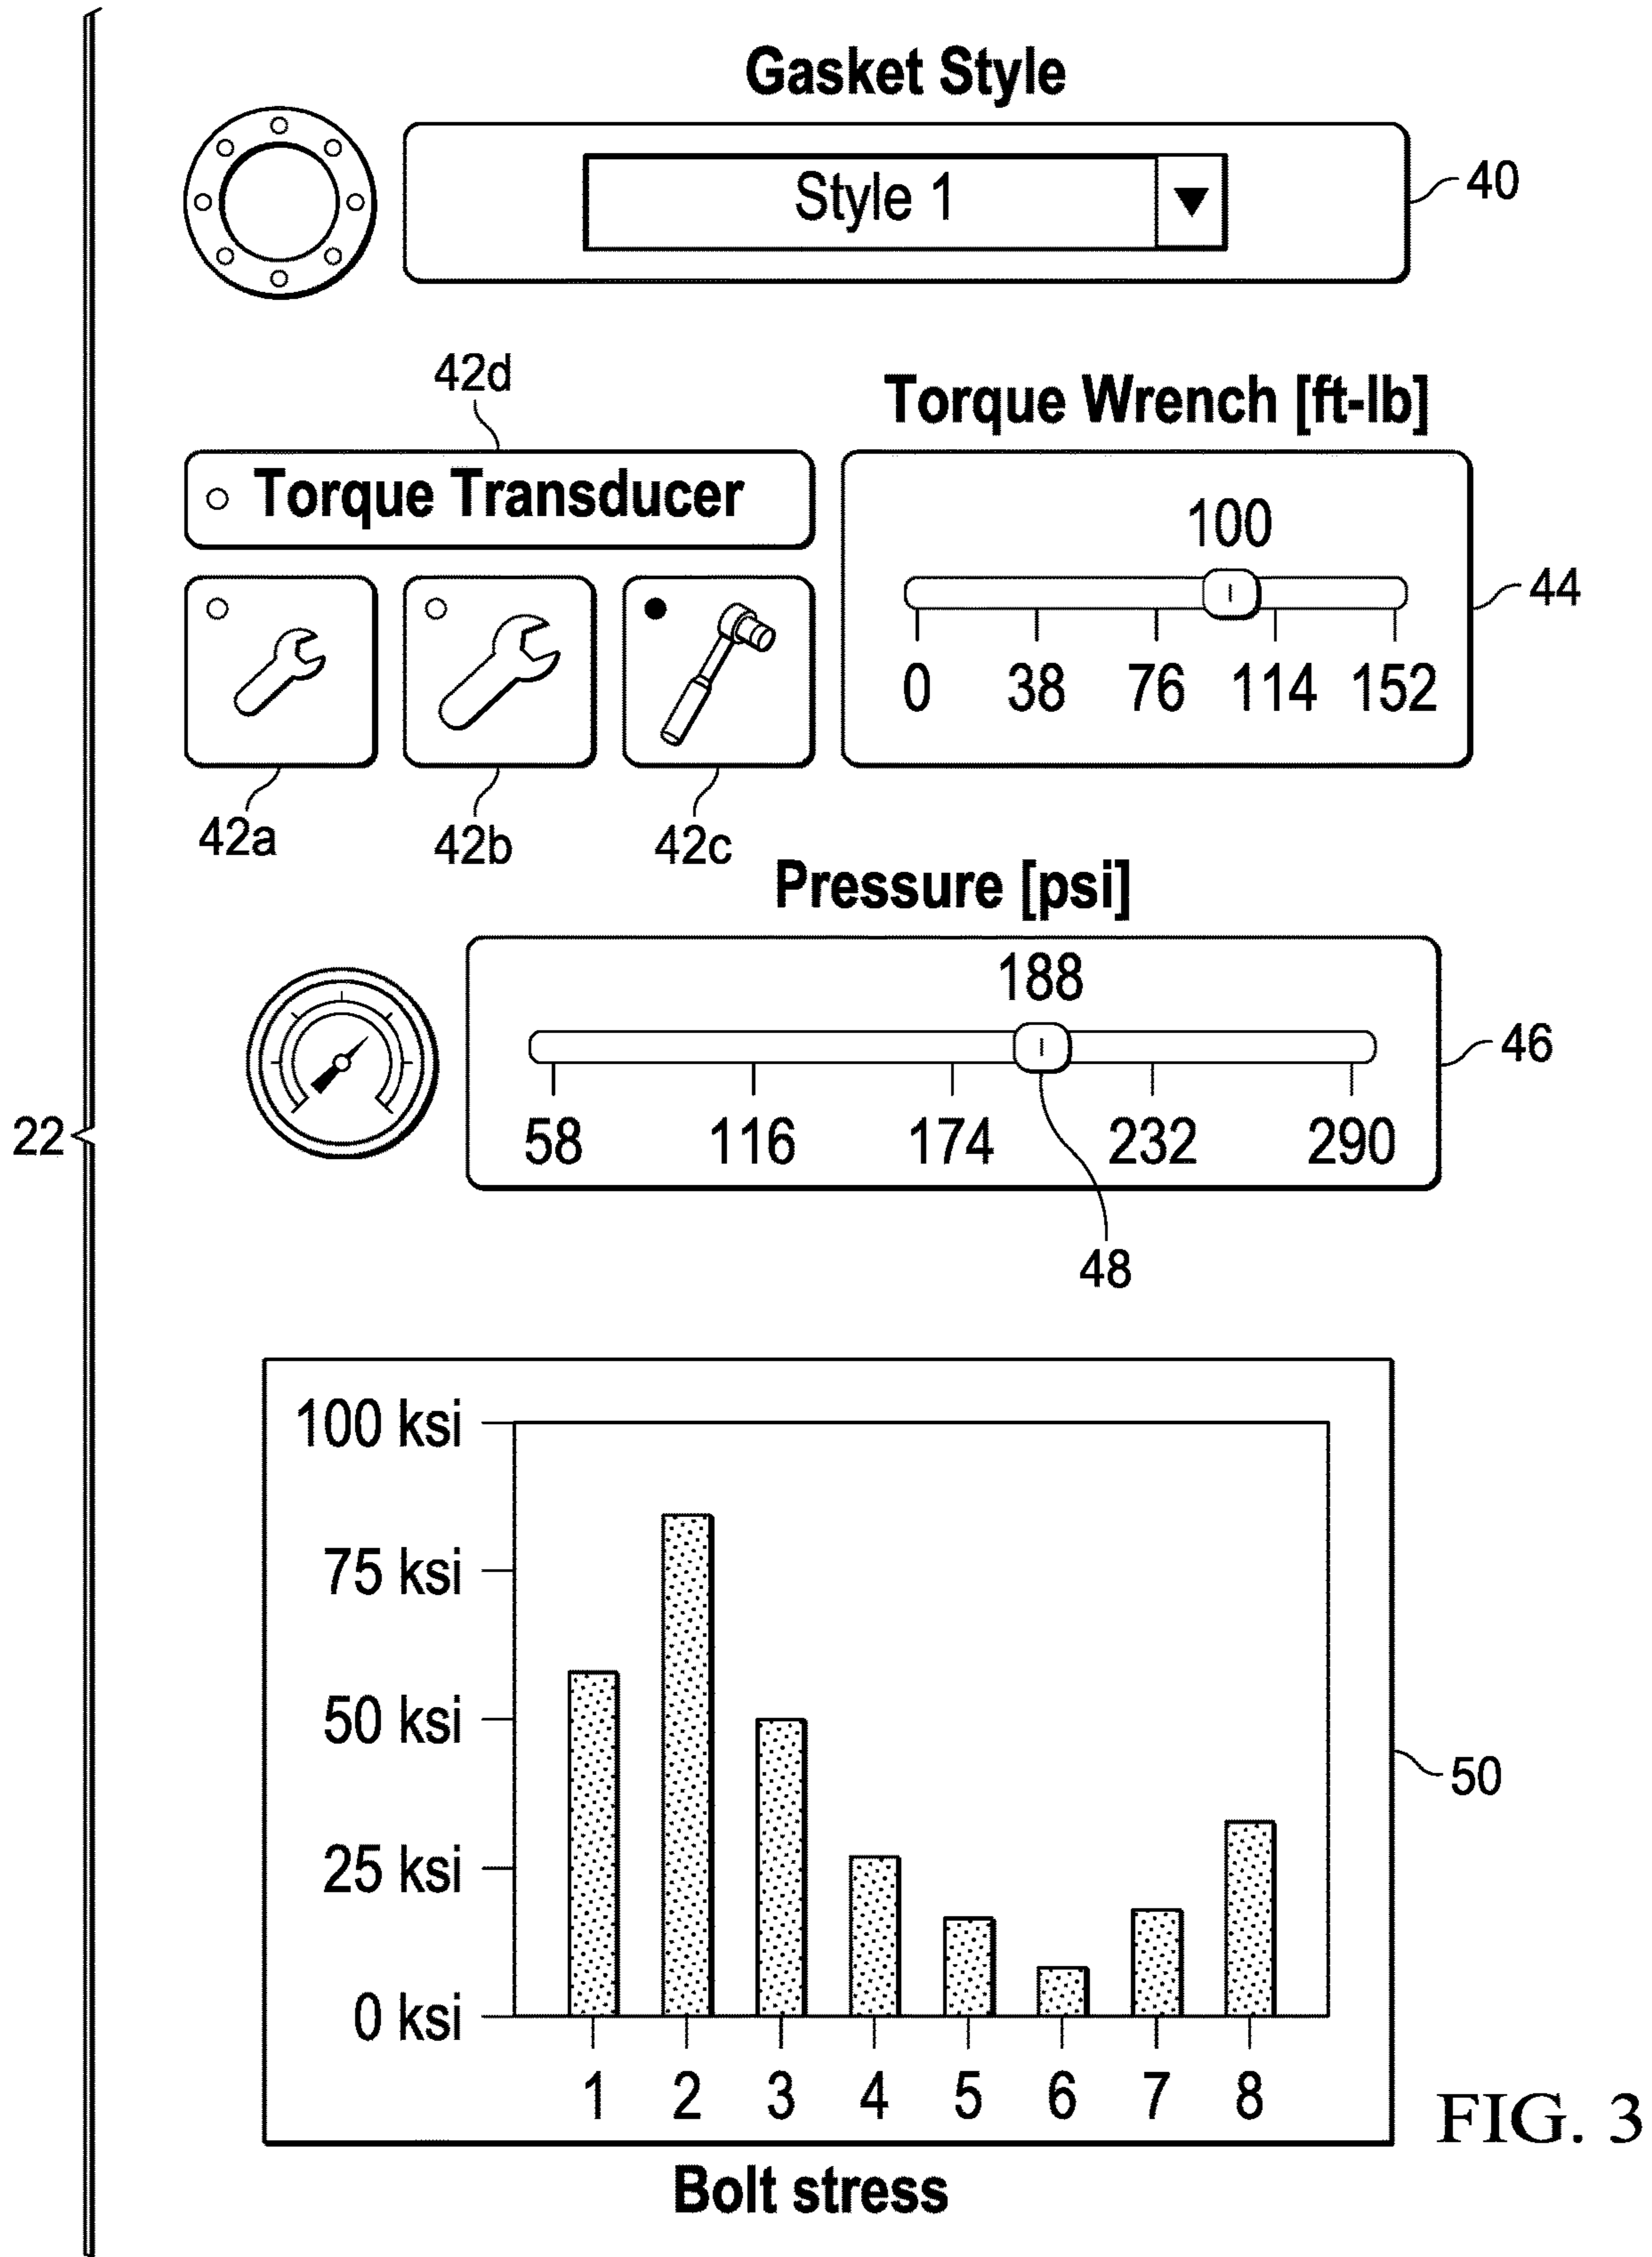 Gasket Style
Style 1
40
42d
Torque Wrench [ft-lb]
Torque Transducer
100
44
0 38 76 114 152
42a 42b 42c
Pressure [psi]
188
46
58 116 174 232 290
22
48
100 ksi
75 ksi
50 ksi
50
25 ksi
0 ksi
1 2 3 4 5 6 7 8
FIG. 3
Bolt stress